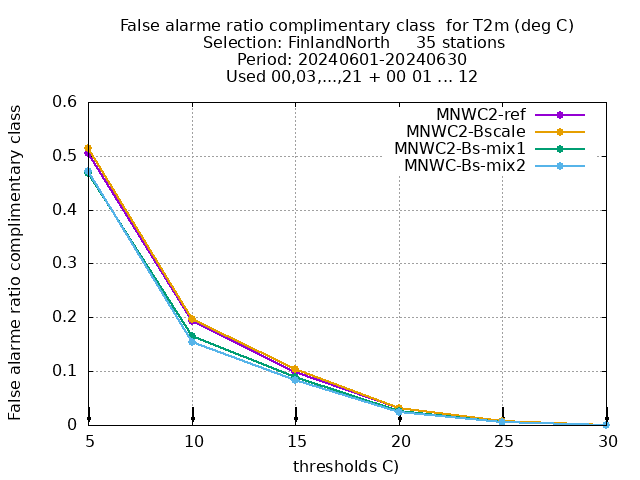 False alarme ratio complimentary class  for T2m (deg C)
Selection: FinlandNorth     35 stations
Period: 20240601-20240630
Used 00,03,...,21 + 00 01 ... 12
False alarme ratio complimentary class
0.6
0.5
0.4
0.3
0.2
0.1
0
MNWC2-ref
MNWC2-Bscale
MNWC2-Bs-mix1
MNWC-Bs-mix2
5 10 15 20 25 30
thresholds C)